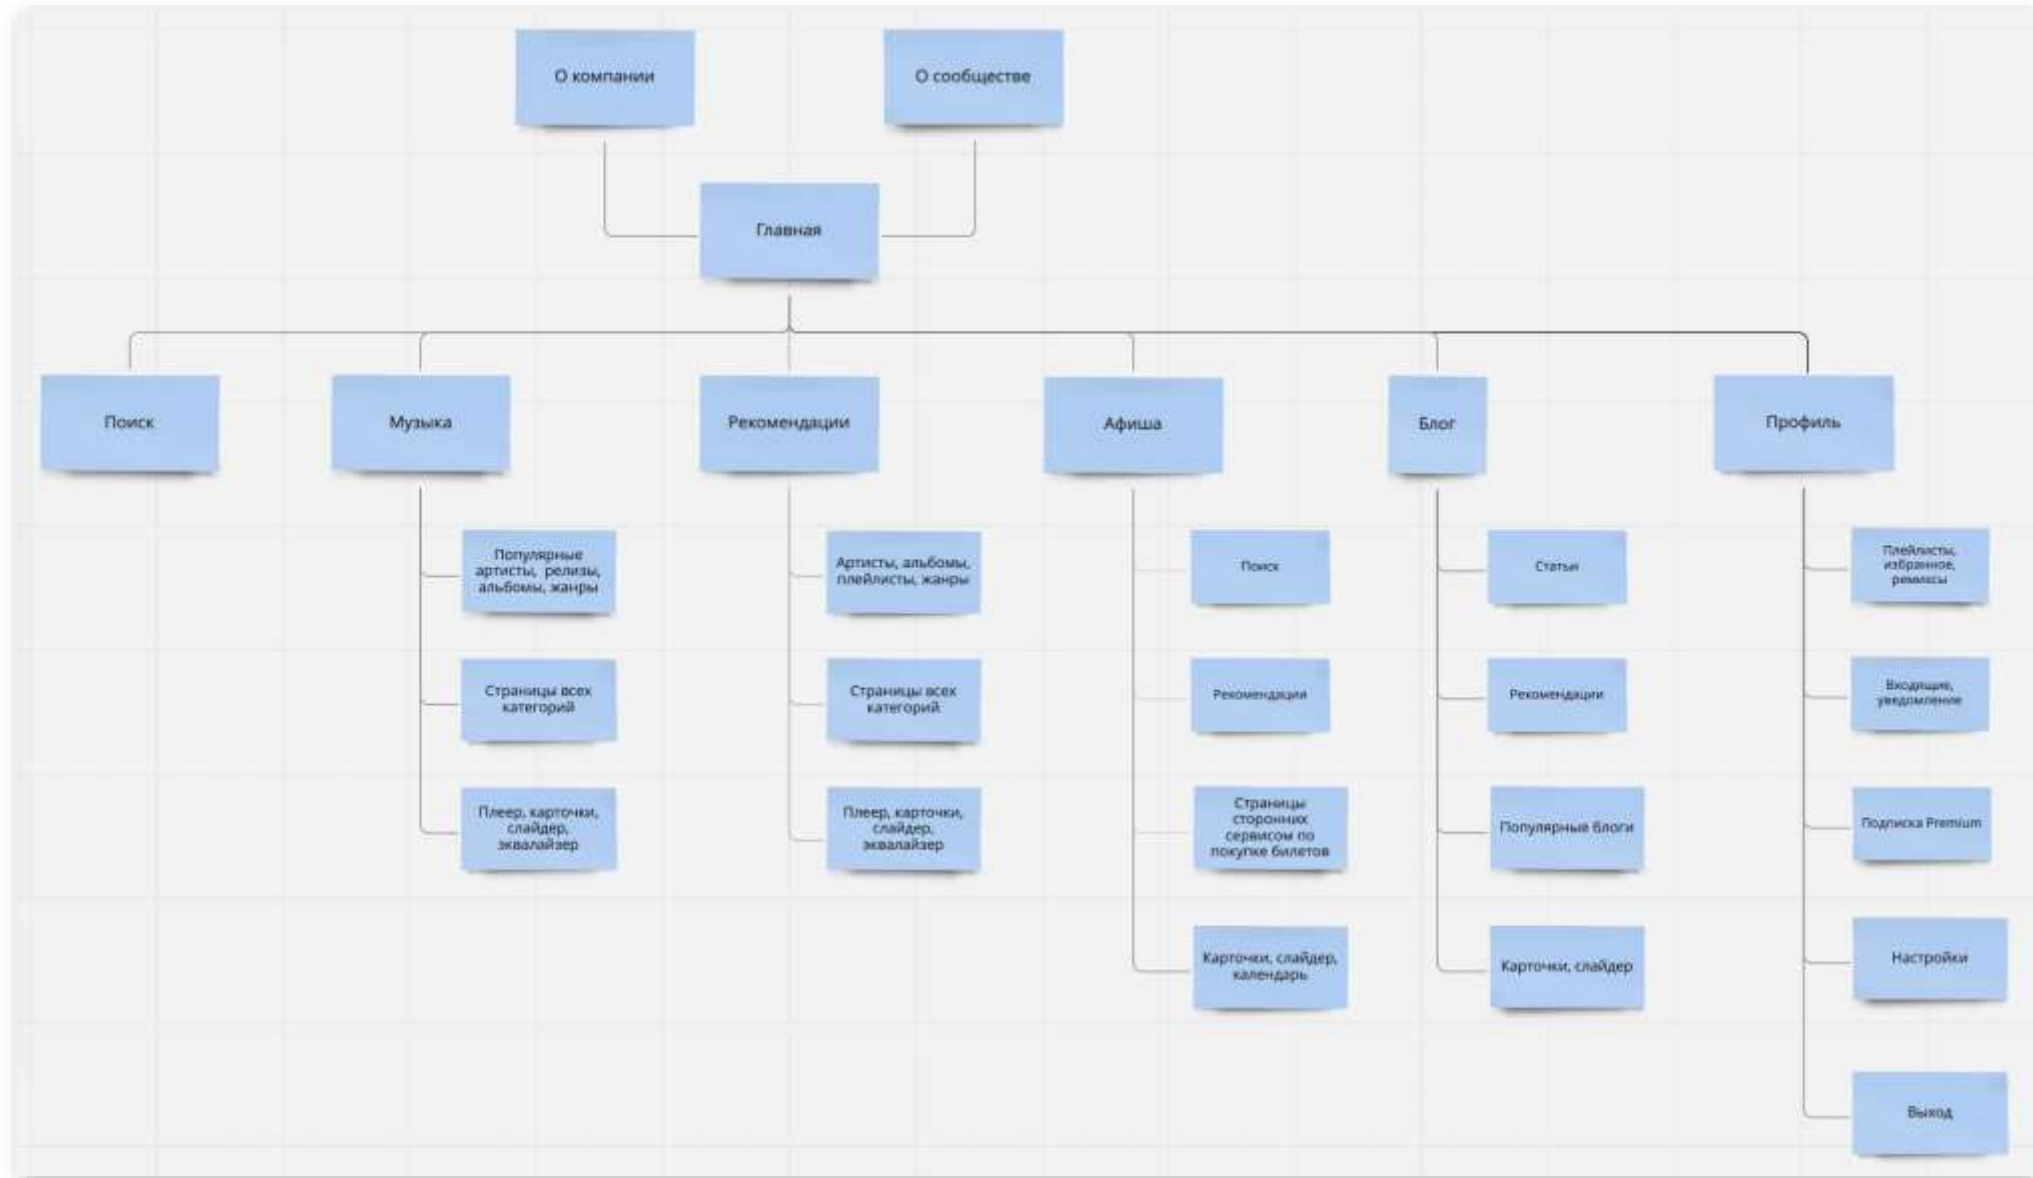 О компании
О сообществе
Главная
Поиск
Музыка
Рекомендации
Афиша
Блог
Профиль
Популярные
артисты, релизы,
альбомы, жанры
Страницы всех
категорий
Плеер, карточки,
слайдер,
эквалайзер
Артисты, альбомы,
плейлисты, жанры
Страницы всех
категорий
Плеер, карточки,
слайдер,
эквалайзер
Поиск
Рекомендации
Страницы
сторонних
сервисом по
покупке билетов
Карточки, слайдер,
календарь
Статьи
Рекомендации
Популярные блоги
Карточки, слайдер
Плейлисты,
избранное,
ремиксы
Входящие,
уведомление
Подписка Premium
Настройки
Выход